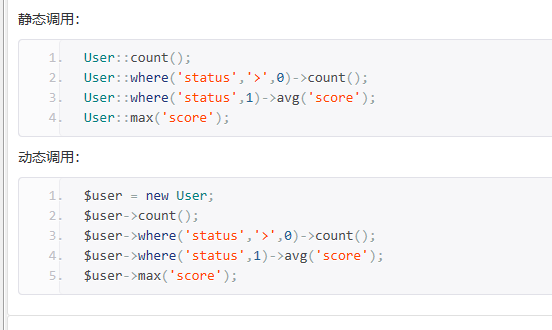 静态调用：
1. User::count();
2. User::where('status','>',0)->count();
3. User::where('status',1)->avg('score');
4. User::max('score');
动态调用：
1. $user = new User;
2. $user->count();
3. $user->where('status','>',0)->count();
4. $user->where('status',1)->avg('score');
5. $user->max('score');